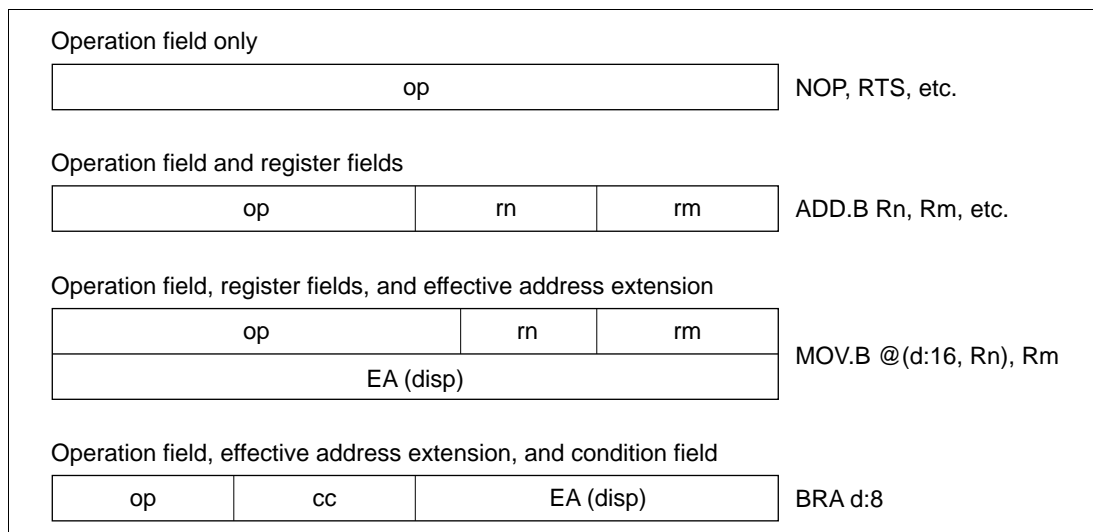 Operation field only
op NOP, RTS, etc.
Operation field and register fields
op rn rm ADD.B Rn, Rm, etc.
Operation field, register fields, and effective address extension
op rn rm
MOV.B @(d:16, Rn), Rm
EA (disp)
Operation field, effective address extension, and condition field
op cc EA (disp) BRA d:8